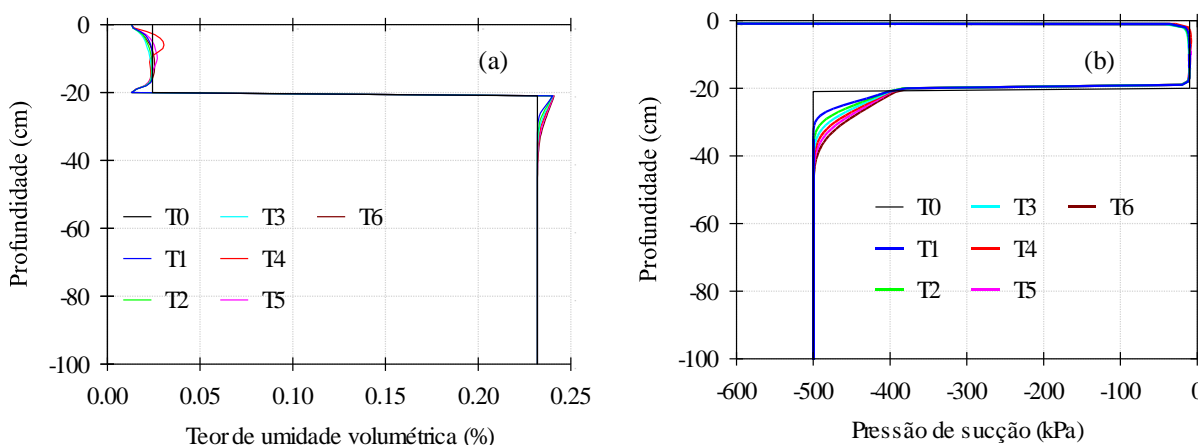 (a)
Profundidade (cm)
0
-20
-40
-60
-80
-100
T0 T3 T6
T1 T4
T2 T5
0.00 0.05 0.10 0.15 0.20 0.25
Teor de umidade volumétrica (%)
(b)
Profundidade (cm)
0
-20
-40
-60
-80
-100
T0 T3 T6
T1 T4
T2 T5
-600 -500 -400 -300 -200 -100 0
Pressão de sucção (kPa)